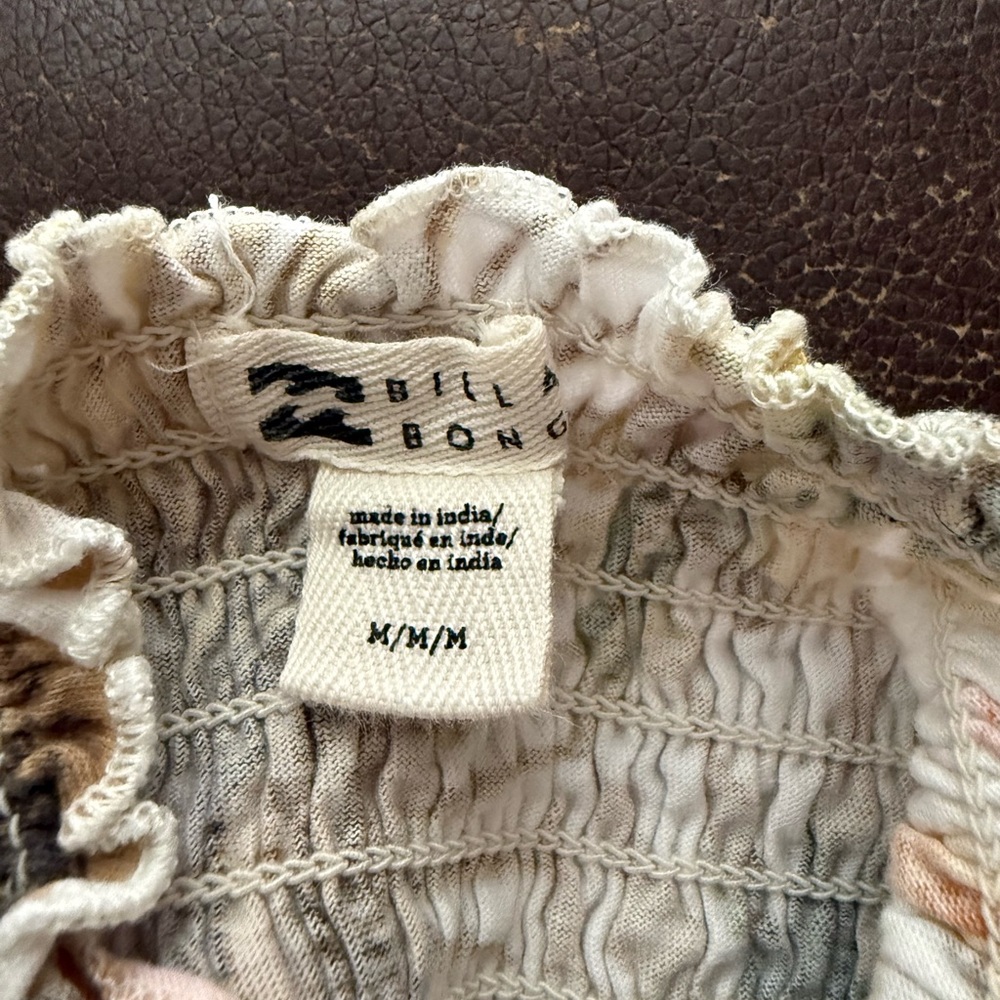 BILLA
BONG
made in india/
fabriqué en inde/
hecho en india
M/M/M